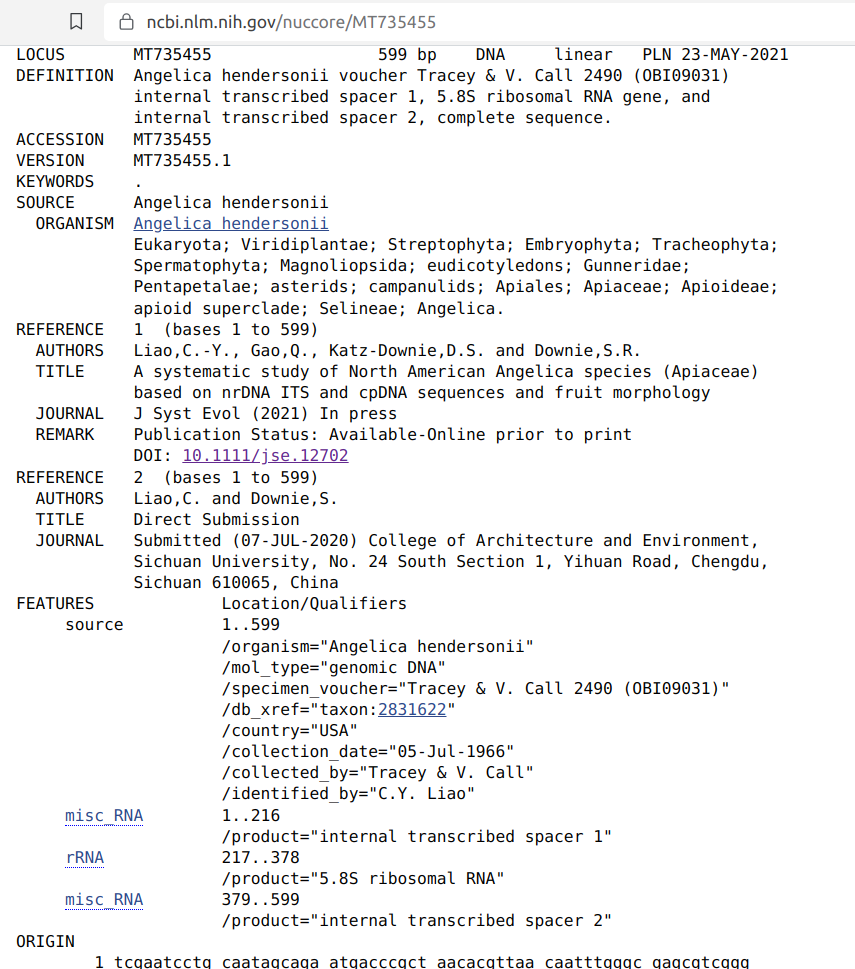 ncbi.nlm.nih.gov/nuccore/MT735455
LOCUS MT735455 599 bp DNA linear PLN 23-MAY-2021
DEFINITION Angelica hendersonii voucher Tracey & V. Call 2490 (OBI09031)
internal transcribed spacer 1, 5.8S ribosomal RNA gene, and
internal transcribed spacer 2, complete sequence.
ACCESSION MT735455
VERSION MT735455.1
KEYWORDS .
SOURCE Angelica hendersonii
ORGANISM Angelica hendersonii
Eukaryota; Viridiplantae; Streptophyta; Embryophyta; Tracheophyta;
Spermatophyta; Magnoliopsida; eudicotyledons; Gunneridae;
Pentapetalae; asterids; campanulids; Apiales; Apiaceae; Apioideae;
apioid superclade; Selineae; Angelica.
REFERENCE 1 (bases 1 to 599)
AUTHORS Liao,C.-Y., Gao,Q., Katz-Downie,D.S. and Downie,S.R.
TITLE A systematic study of North American Angelica species (Apiaceae)
based on nrDNA ITS and cpDNA sequences and fruit morphology
JOURNAL J Syst Evol (2021) In press
REMARK Publication Status: Available-Online prior to print
DOI: 10.1111/jse.12702
REFERENCE 2 (bases 1 to 599)
AUTHORS Liao,C. and Downie,S.
TITLE Direct Submission
JOURNAL Submitted (07-JUL-2020) College of Architecture and Environment,
Sichuan University, No. 24 South Section 1, Yihuan Road, Chengdu,
Sichuan 610065, China
FEATURES Location/Qualifiers
source 1..599
/organism="Angelica hendersonii"
/mol_type="genomic DNA"
/specimen_voucher="Tracey & V. Call 2490 (OBI09031)"
/db_xref="taxon:2831622"
/country="USA"
/collection_date="05-Jul-1966"
/collected_by="Tracey & V. Call"
/identified_by="C.Y. Liao"
misc_RNA 1..216
/product="internal transcribed spacer 1"
rRNA 217..378
/product="5.8S ribosomal RNA"
misc_RNA 379..599
/product="internal transcribed spacer 2"
ORIGIN
1 tcgaatcctg caatagcaga atgacccgct aacacgttaa caatttgggc gagcgtcggg